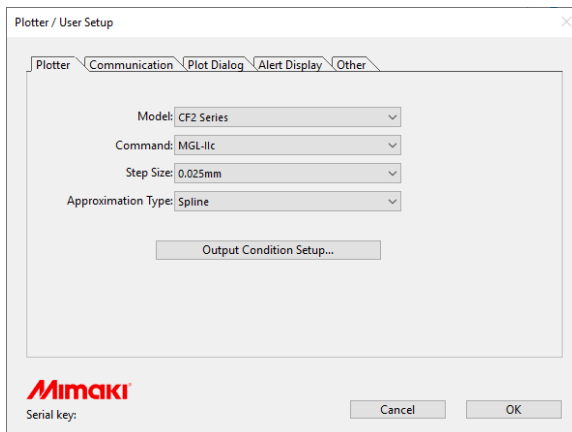 Plotter / User Setup
Plotter Communication Plot Dialog Alert Display Other
Model: CF2 Series
Command: MGL-IIc
Step Size: 0.025mm
Approximation Type: Spline
Output Condition Setup...
Mimaki
Serial key:
Cancel OK